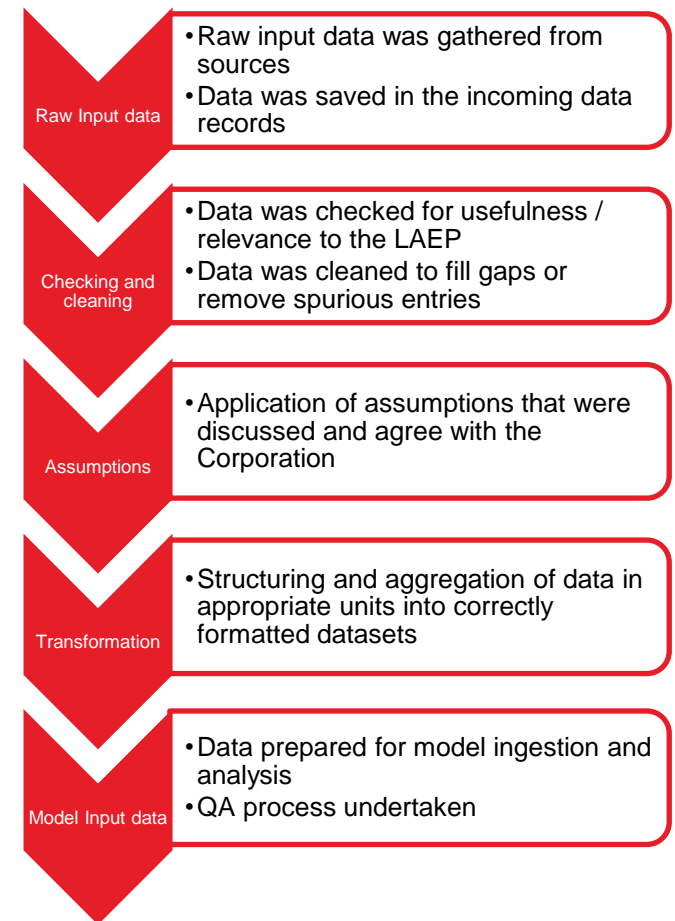 Raw Input data
•Raw input data was gathered from
sources
•Data was saved in the incoming data
records
Checking and
cleaning
•Data was checked for usefulness /
relevance to the LAEP
•Data was cleaned to fill gaps or
remove spurious entries
Assumptions
•Application of assumptions that were
discussed and agree with the
Corporation
Transformation
•Structuring and aggregation of data in
appropriate units into correctly
formatted datasets
Model Input data
•Data prepared for model ingestion and
analysis
•QA process undertaken